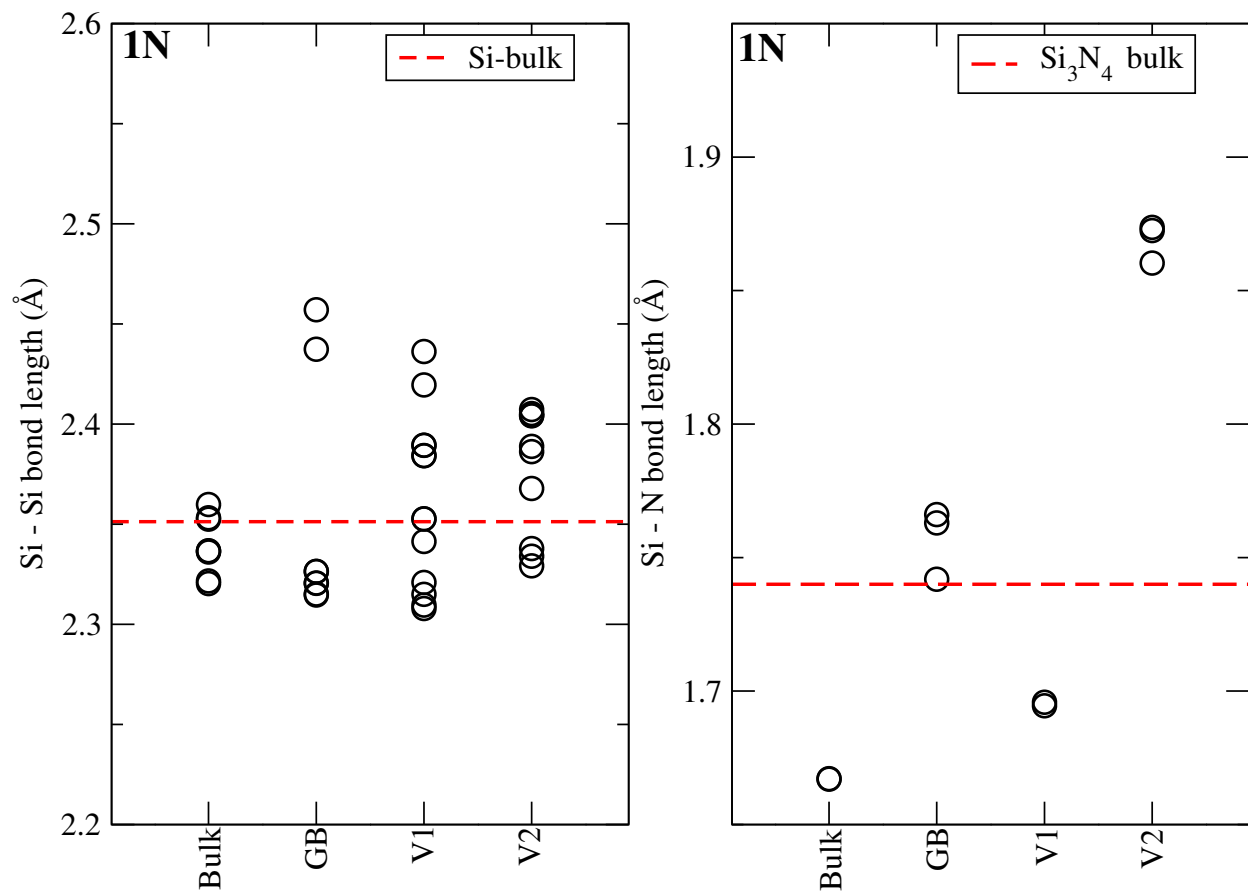 1N
Si-bulk
Si - Si bond length (Å)
2.6
2.5
2.4
2.3
2.2
Bulk
GB
V1
V2
1N
Si₃N₄ bulk
Si - N bond length (Å)
1.9
1.8
1.7
Bulk
GB
V1
V2